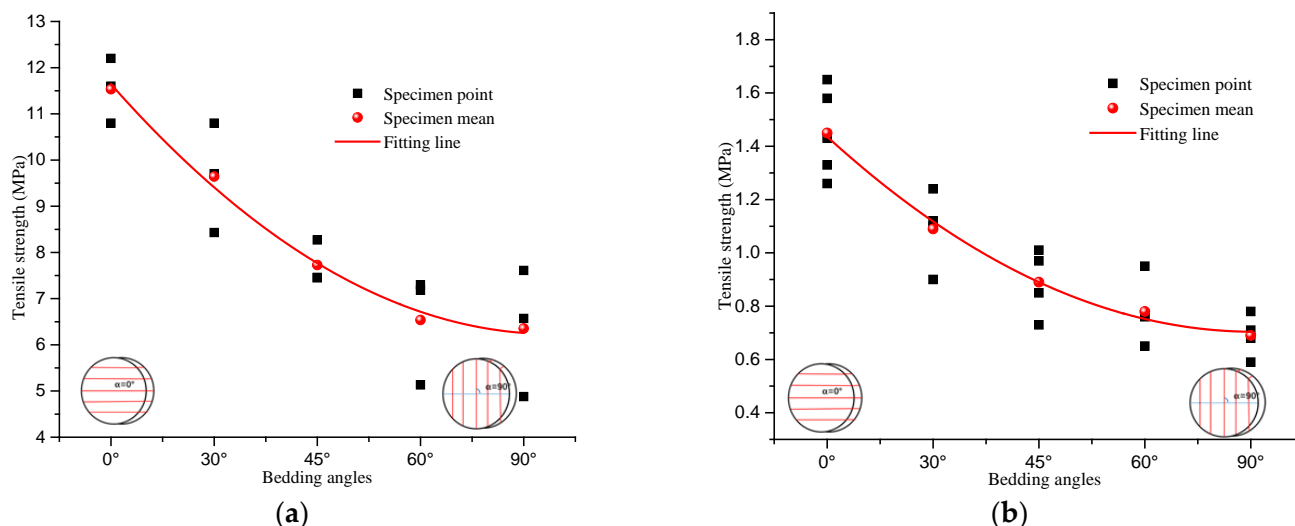 13
12
11
10
9
8
7
6
5
4
Tensile strength (MPa)
Specimen point
Specimen mean
Fitting line
α=0°
α=90°
0° 30° 45° 60° 90°
Bedding angles
(a)
1.8
1.6
1.4
1.2
1.0
0.8
0.6
0.4
Tensile strength (MPa)
Specimen point
Specimen mean
Fitting line
α=0°
α=90°
0° 30° 45° 60° 90°
Bedding angles
(b)